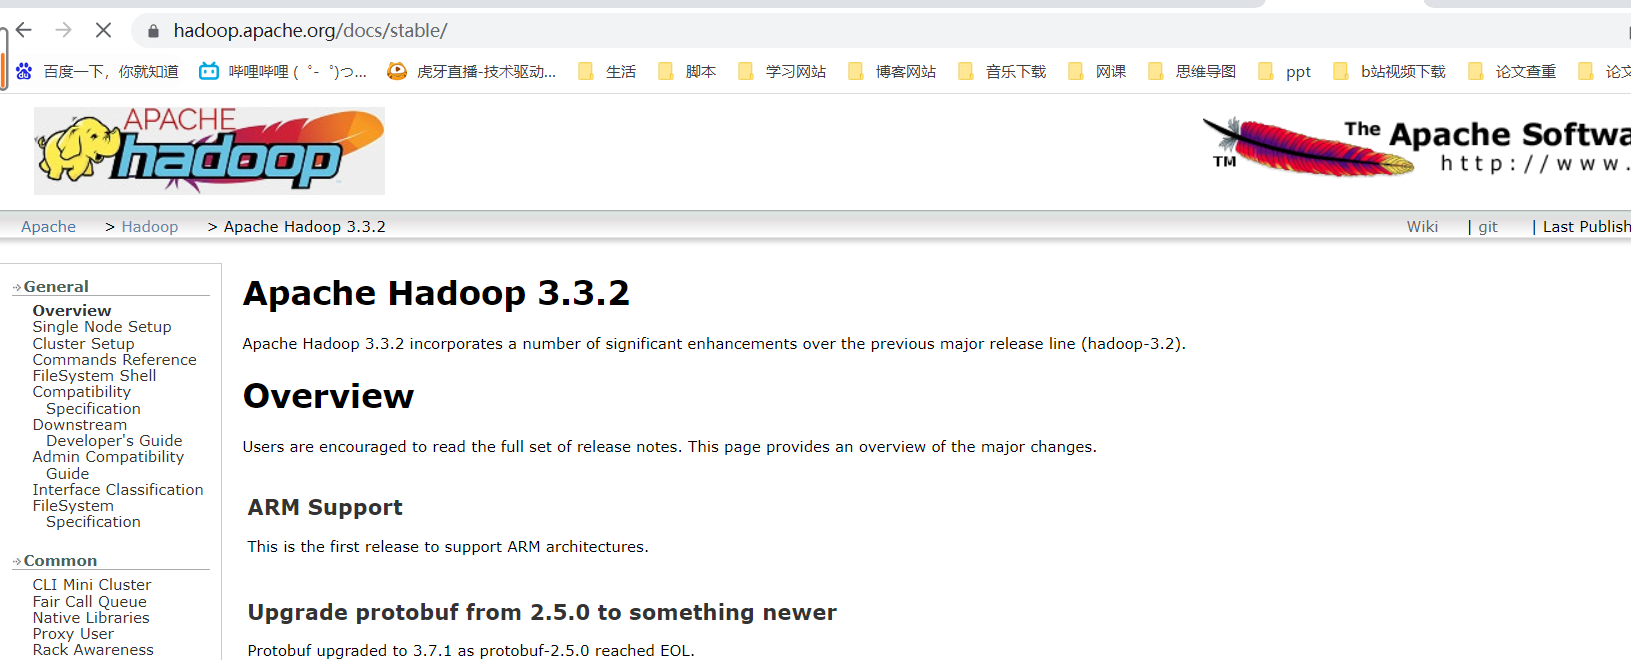 hadoop.apache.org/docs/stable/
百度一下，你就知道 哔哩哔哩 ( ゜- ゜)つ... 虎牙直播-技术驱动... 生活 脚本 学习网站 博客网站 音乐下载 网课 思维导图 ppt b站视频下载 论文查重 论文
APACHE
hadoop
The Apache Softwa
TM
http://www.
Apache > Hadoop > Apache Hadoop 3.3.2 Wiki | git | Last Publish
General
Overview
Single Node Setup
Cluster Setup
Commands Reference
FileSystem Shell
Compatibility
Specification
Downstream
Developer's Guide
Admin Compatibility
Guide
Interface Classification
FileSystem
Specification
Common
CLI Mini Cluster
Fair Call Queue
Native Libraries
Proxy User
Rack Awareness
Apache Hadoop 3.3.2
Apache Hadoop 3.3.2 incorporates a number of significant enhancements over the previous major release line (hadoop-3.2).
Overview
Users are encouraged to read the full set of release notes. This page provides an overview of the major changes.
ARM Support
This is the first release to support ARM architectures.
Upgrade protobuf from 2.5.0 to something newer
Protobuf upgraded to 3.7.1 as protobuf-2.5.0 reached EOL.